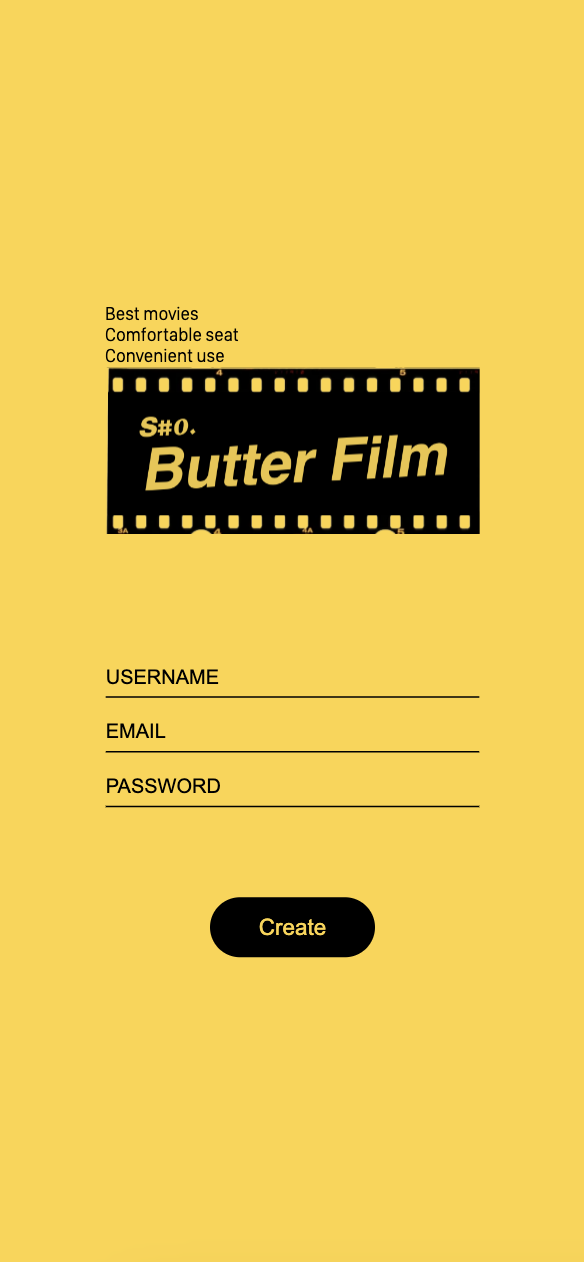 Best movies
Comfortable seat
Convenient use
4 5
S#0.
Butter Film
3A 4 4A 5
USERNAME
EMAIL
PASSWORD
Create